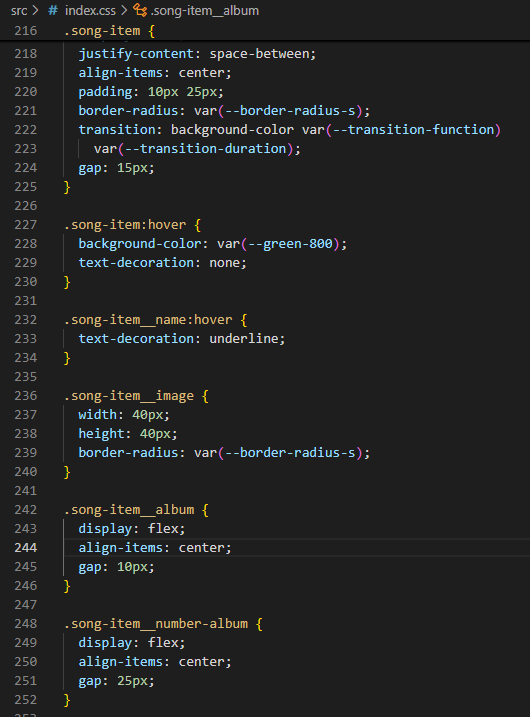 src > # index.css > .song-item__album
216 .song-item {
218 justify-content: space-between;
219 align-items: center;
220 padding: 10px 25px;
221 border-radius: var(--border-radius-s);
222 transition: background-color var(--transition-function)
223 var(--transition-duration);
224 gap: 15px;
225 }
226
227 .song-item:hover {
228 background-color: var(--green-800);
229 text-decoration: none;
230 }
231
232 .song-item__name:hover {
233 text-decoration: underline;
234 }
235
236 .song-item__image {
237 width: 40px;
238 height: 40px;
239 border-radius: var(--border-radius-s);
240 }
241
242 .song-item__album {
243 display: flex;
244 align-items: center;
245 gap: 10px;
246 }
247
248 .song-item__number-album {
249 display: flex;
250 align-items: center;
251 gap: 25px;
252 }